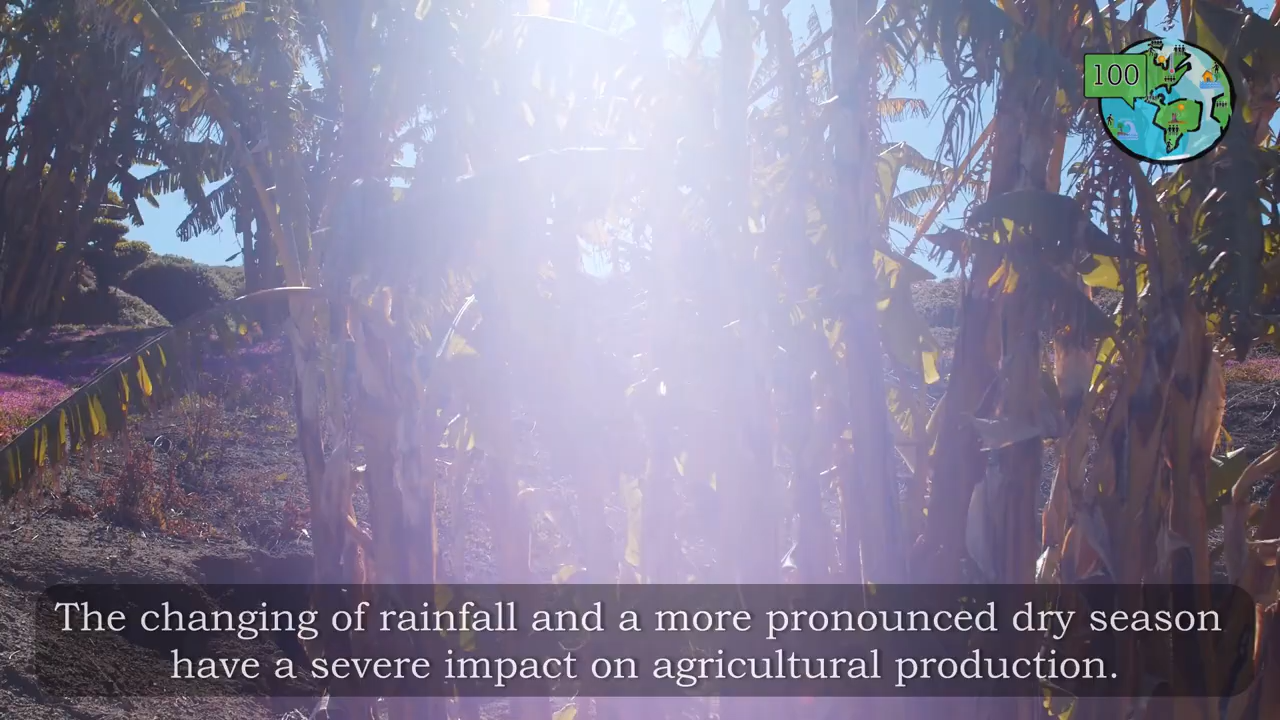 100
The changing of rainfall and a more pronounced dry season
have a severe impact on agricultural production.